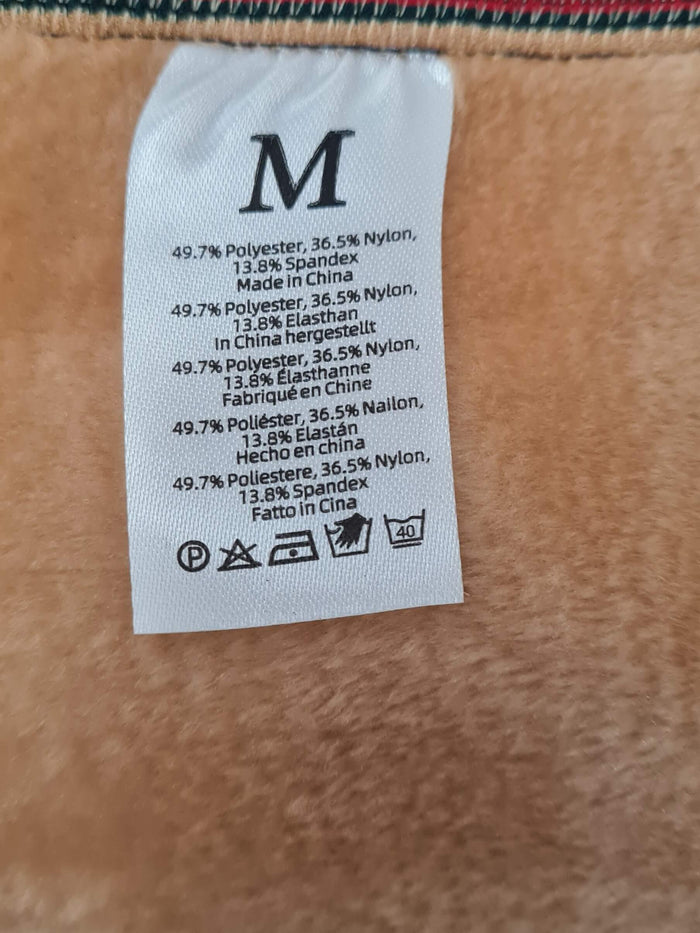 M
49.7% Polyester, 36.5% Nylon,
13.8% Spandex
Made in China
49.7% Polyester, 36.5% Nylon,
13.8% Elasthan
In China hergestellt
49.7% Polyester, 36.5% Nylon,
13.8% Élasthanne
Fabriqué en Chine
49.7% Poliéster, 36.5% Nailon,
13.8% Elastán
Hecho en china
49.7% Poliestere, 36.5% Nylon,
13.8% Spandex
Fatto in Cina
P 40